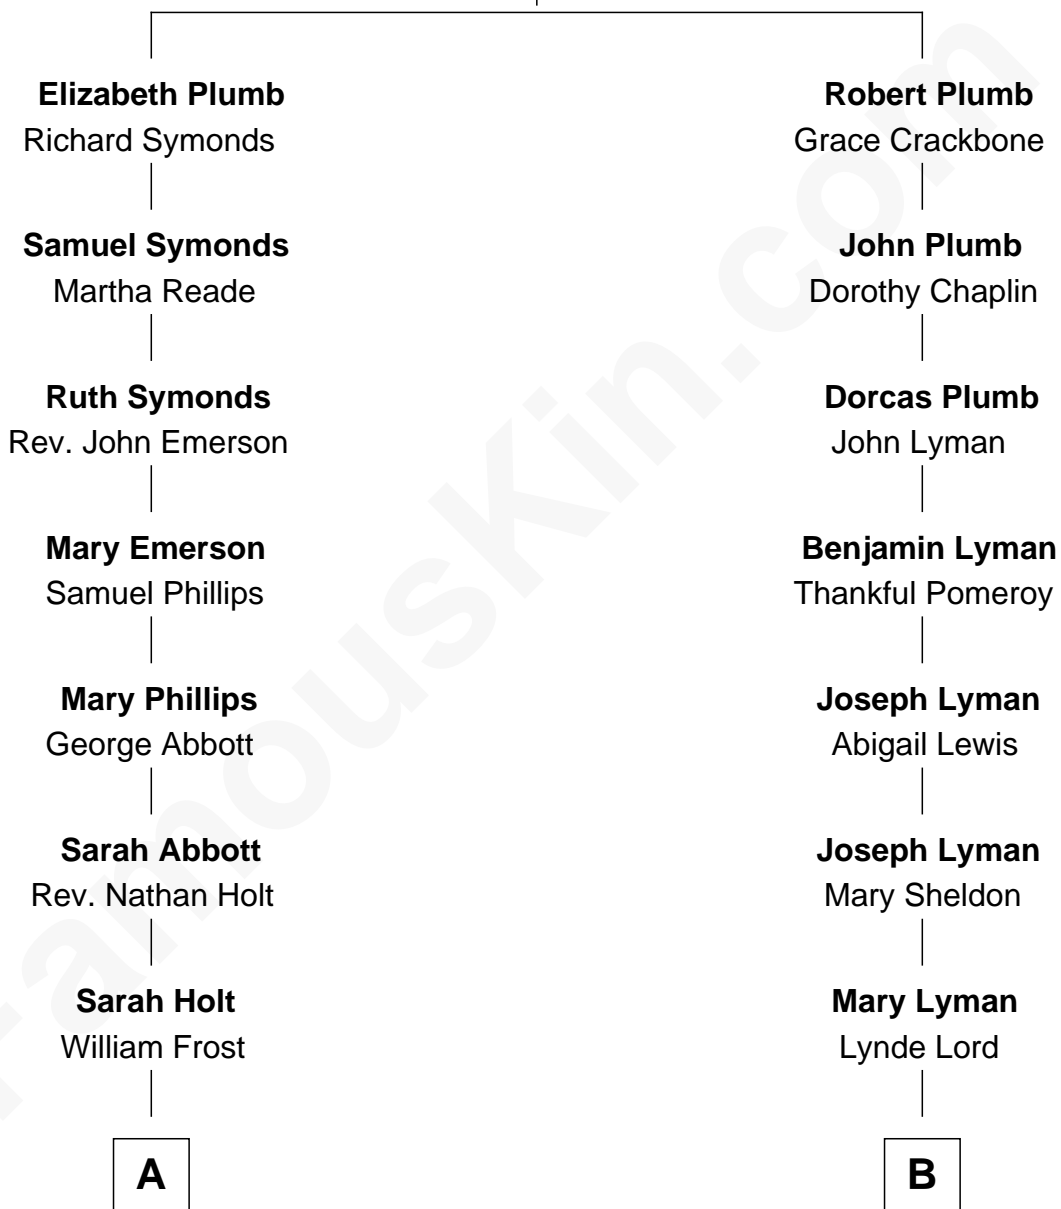 Elizabeth Plumb
Richard Symonds
Samuel Symonds
Martha Reade
Ruth Symonds
Rev. John Emerson
Mary Emerson
Samuel Phillips
Mary Phillips
George Abbott
Sarah Abbott
Rev. Nathan Holt
Sarah Holt
William Frost
A
Robert Plumb
Grace Crackbone
John Plumb
Dorothy Chaplin
Dorcas Plumb
John Lyman
Benjamin Lyman
Thankful Pomeroy
Joseph Lyman
Abigail Lewis
Joseph Lyman
Mary Sheldon
Mary Lyman
Lynde Lord
B
FamousKin.com